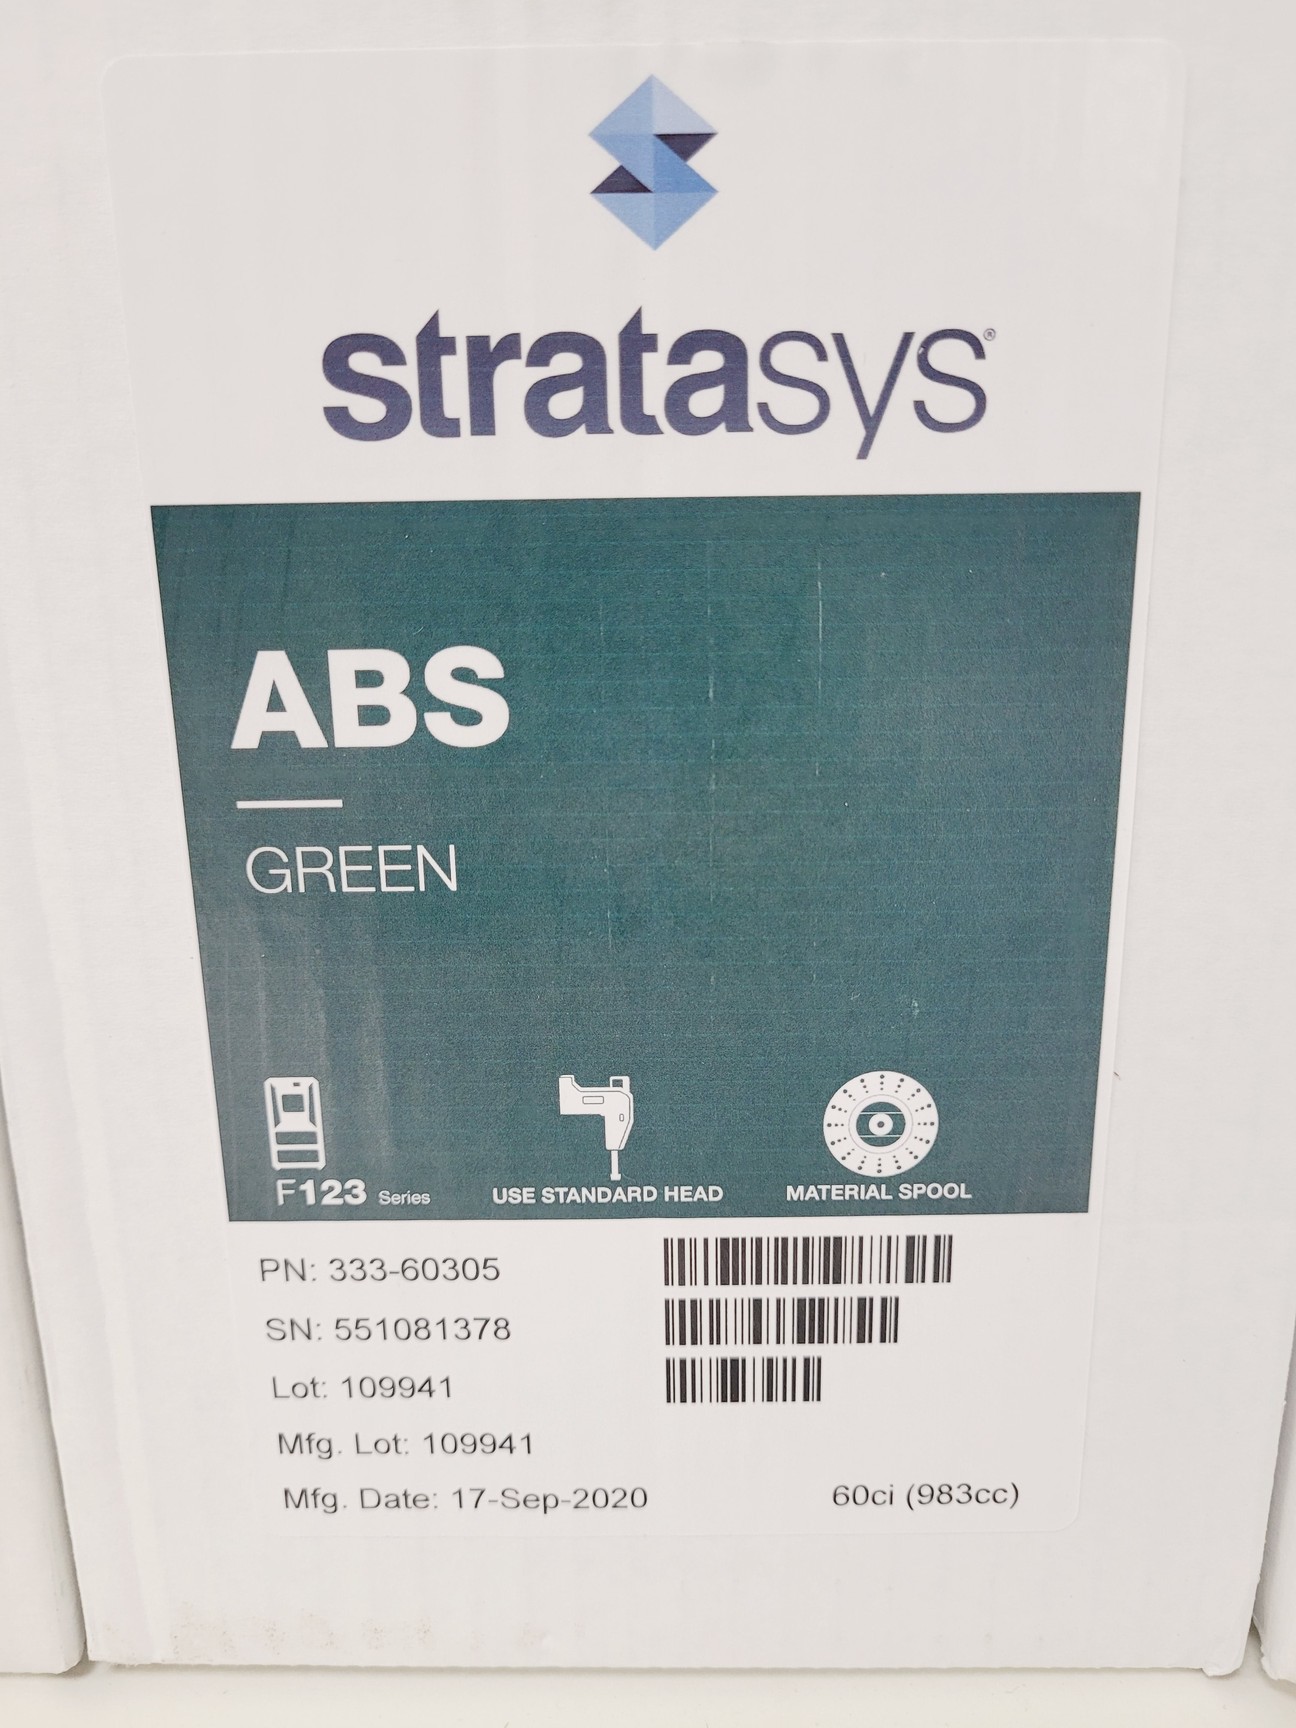 stratasys®
ABS
GREEN
F123 Series
USE STANDARD HEAD
MATERIAL SPOOL
PN: 333-60305
SN: 551081378
Lot: 109941
Mfg. Lot: 109941
Mfg. Date: 17-Sep-2020
60ci (983cc)